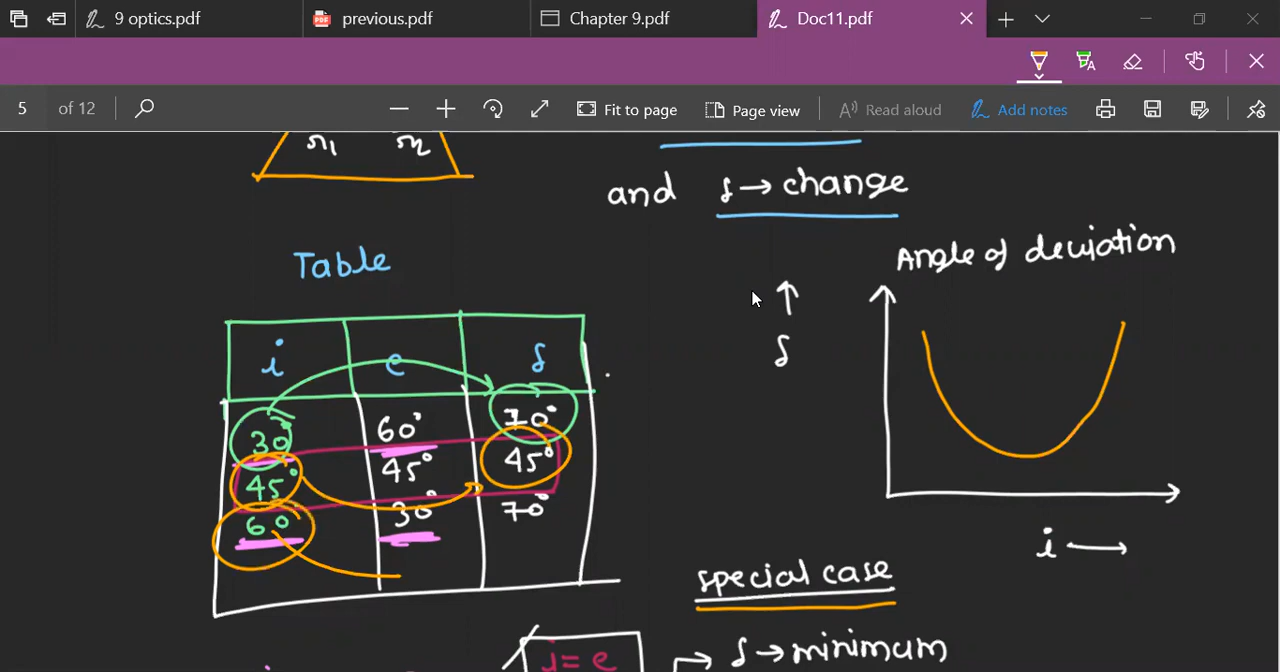 9 optics.pdf
previous.pdf
Chapter 9.pdf
Doc11.pdf
5 of 12
Fit to page
Page view
Read aloud
Add notes
r1 r2
and δ → change
Table
Angle of deviation
δ
i e δ
30 60° 70°
45° 45° 45°
60 30° 70°
i
special case
i = e
δ → minimum